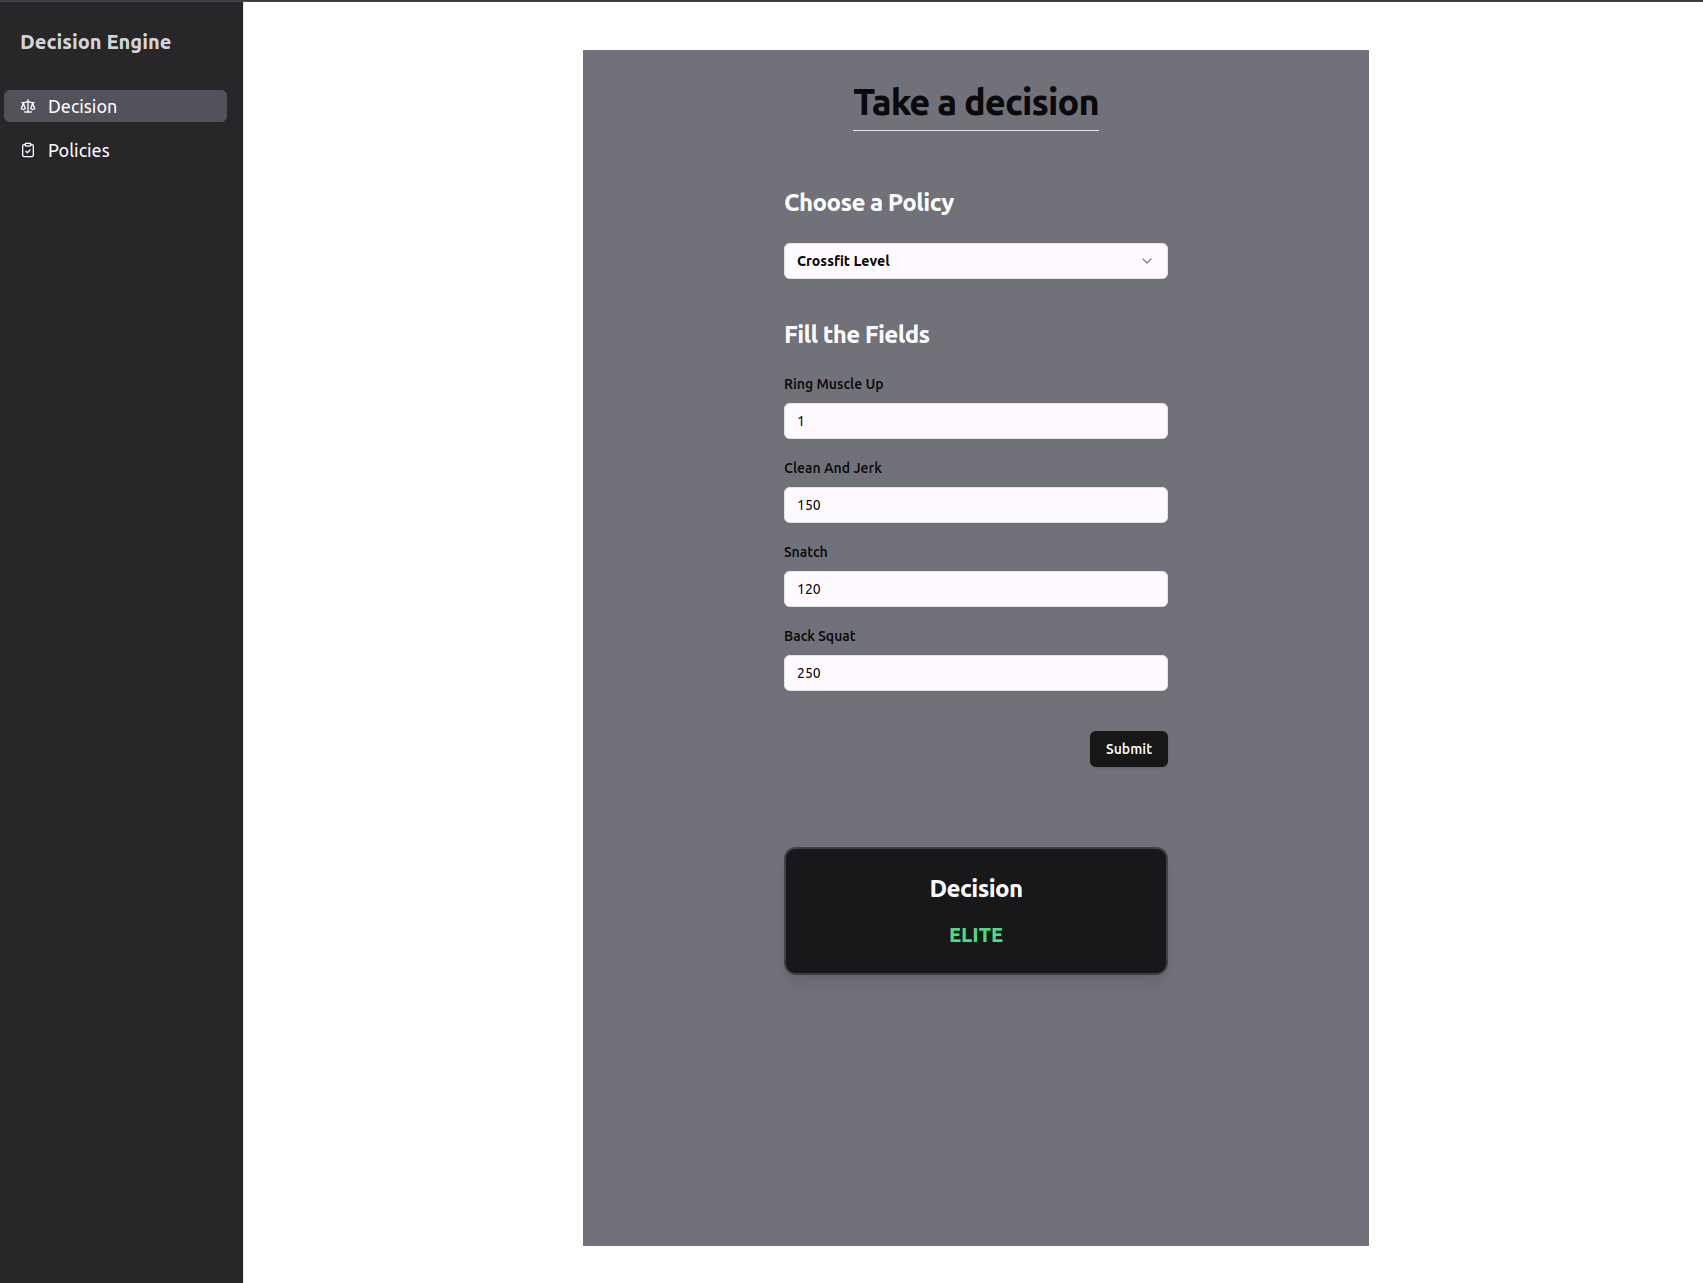 Decision Engine
Decision
Policies
Take a decision
Choose a Policy
Crossfit Level
Fill the Fields
Ring Muscle Up
1
Clean And Jerk
150
Snatch
120
Back Squat
250
Submit
Decision
ELITE